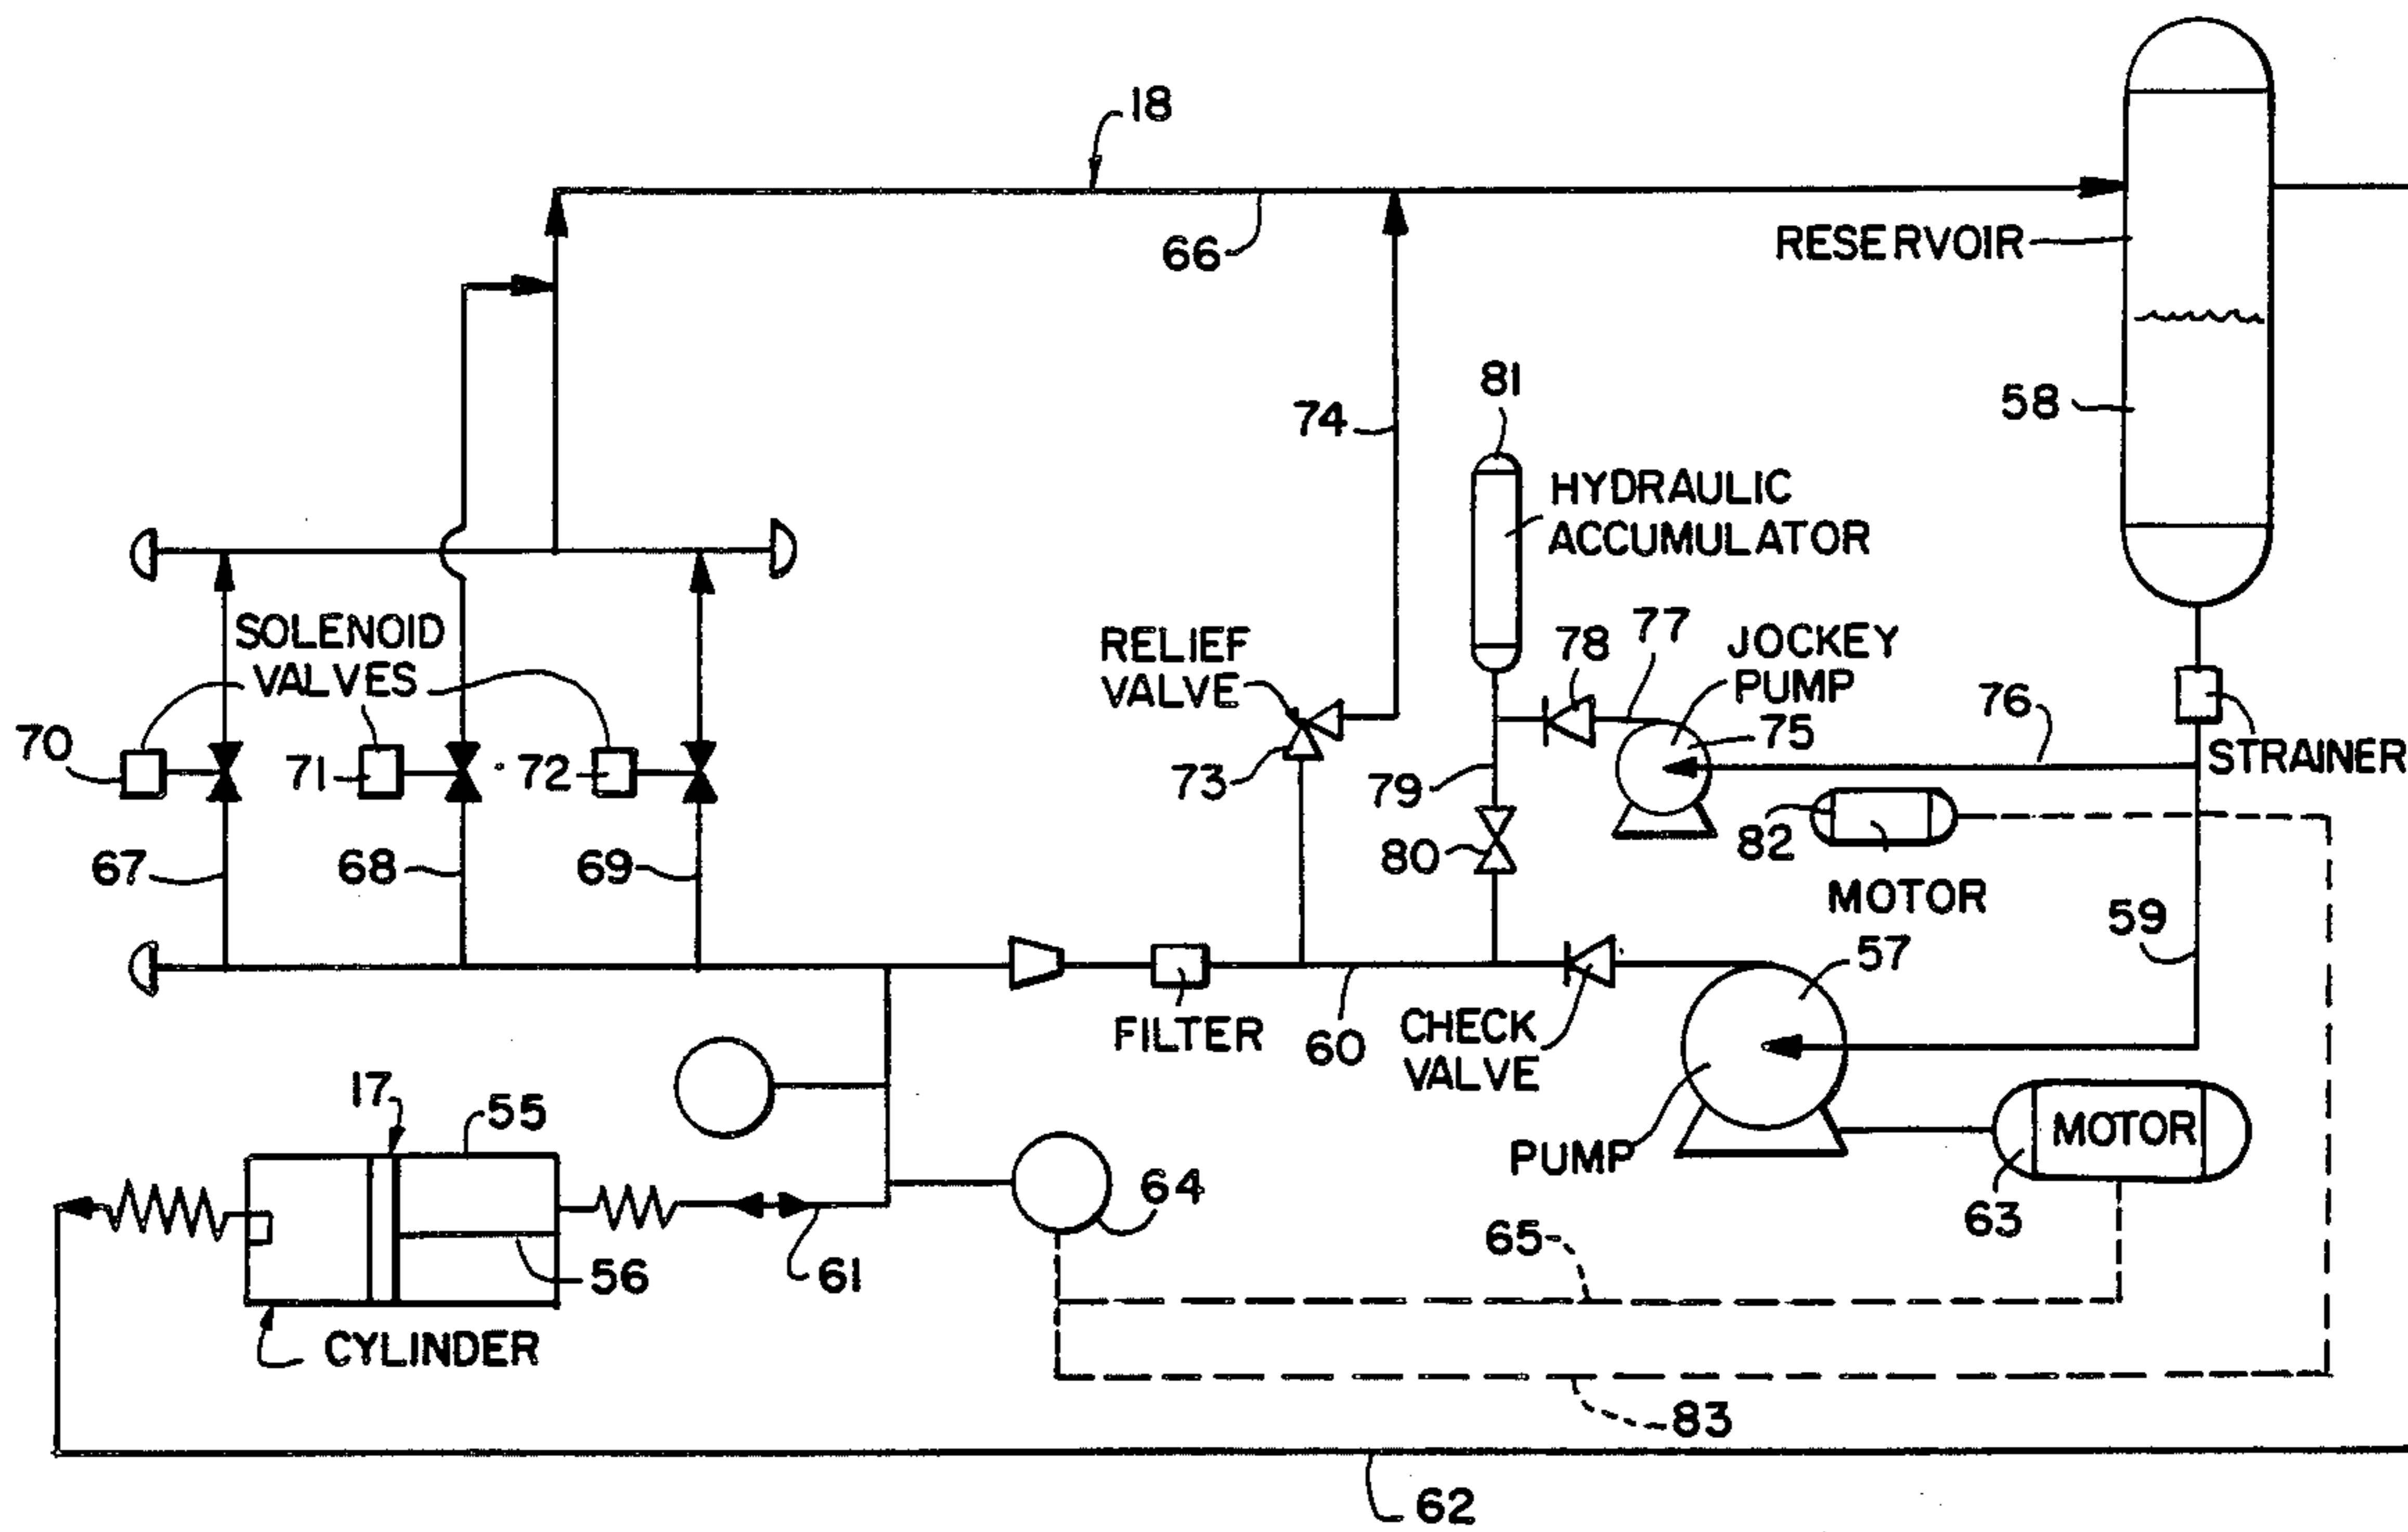 18
66
RESERVOIR
58
81
74
HYDRAULIC
ACCUMULATOR
SOLENOID
VALVES
RELIEF
VALVE
78
77
JOCKEY
PUMP
75
76
STRAINER
70
71
72
73
79
82
MOTOR
80
67
68
69
59
57
FILTER
60
CHECK
VALVE
17
55
PUMP
MOTOR
64
63
56
61
65
CYLINDER
83
62